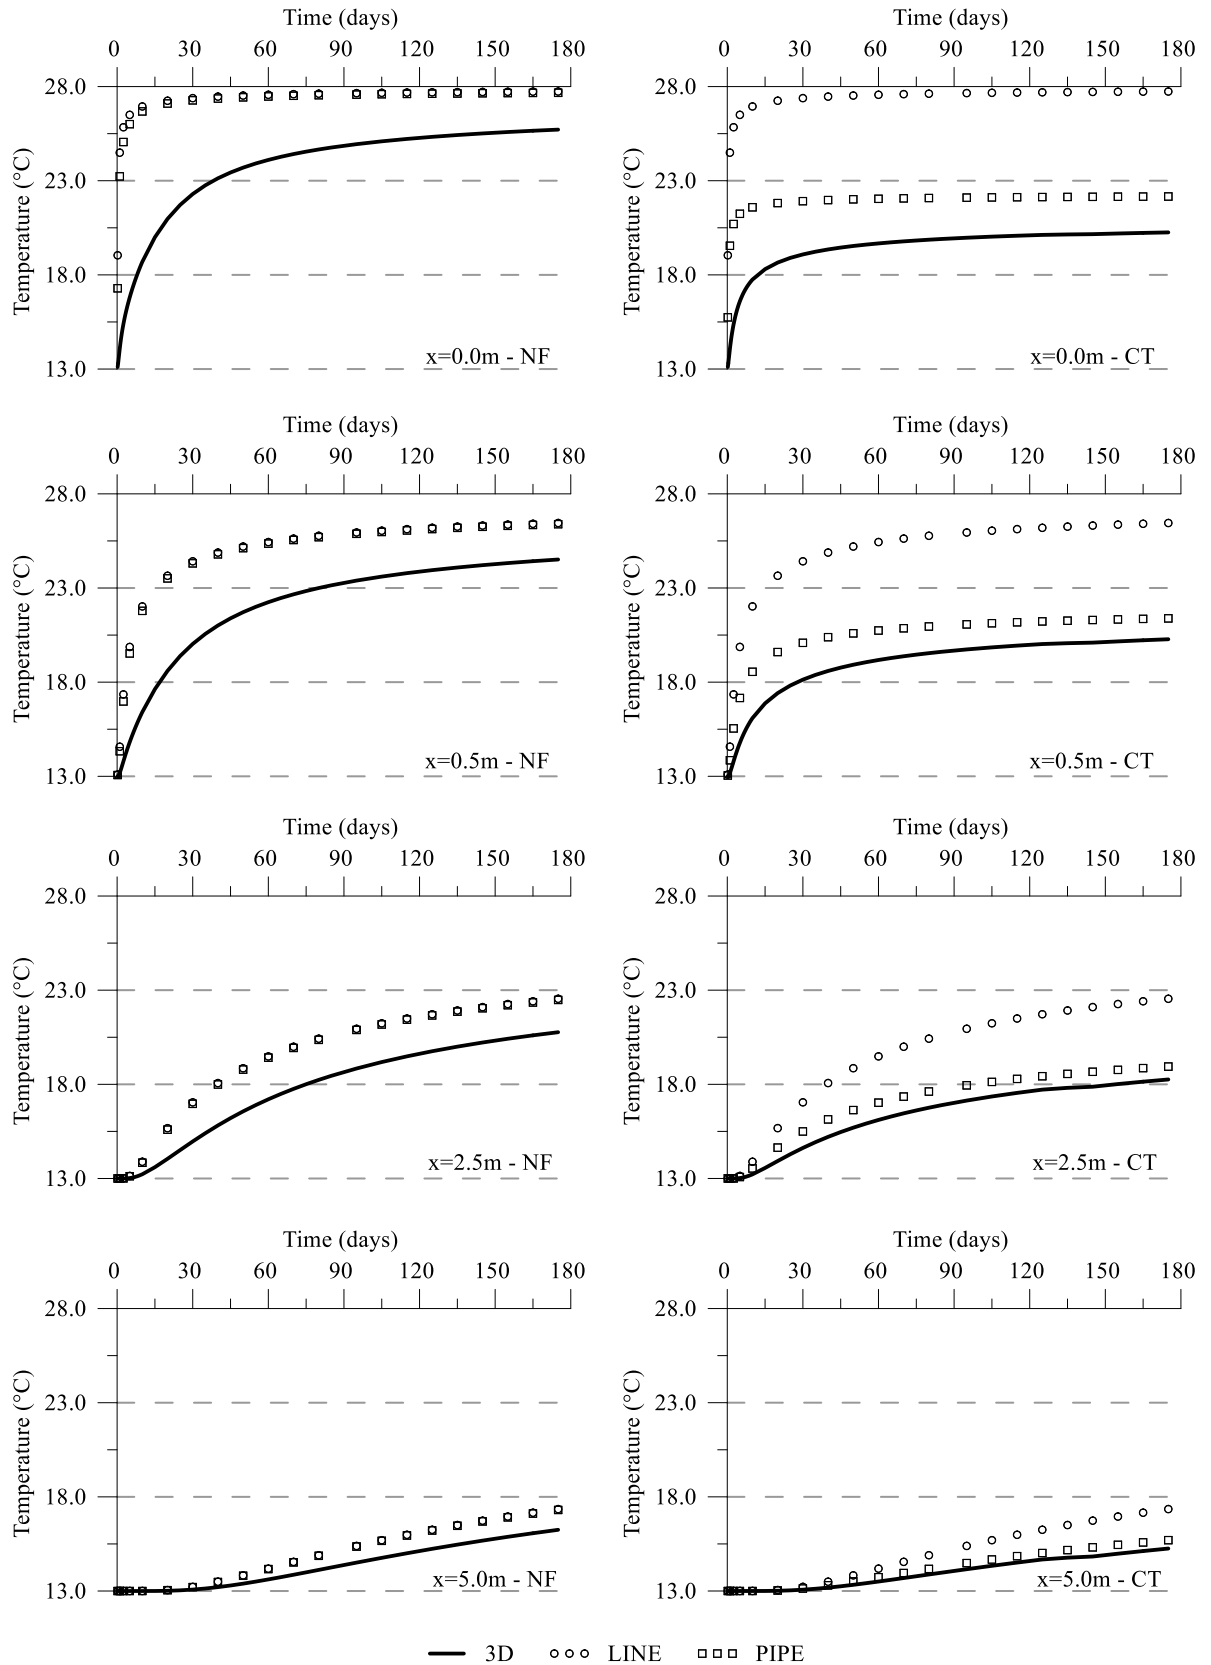 Time (days) Time (days)
0 30 60 90 120 150 180 0 30 60 90 120 150 180
28.0 28.0
23.0 23.0
Temperature (°C) Temperature (°C)
18.0 18.0
x=0.0m - NF x=0.0m - CT
13.0 13.0
Time (days) Time (days)
0 30 60 90 120 150 180 0 30 60 90 120 150 180
28.0 28.0
23.0 23.0
Temperature (°C) Temperature (°C)
18.0 18.0
x=0.5m - NF x=0.5m - CT
13.0 13.0
Time (days) Time (days)
0 30 60 90 120 150 180 0 30 60 90 120 150 180
28.0 28.0
23.0 23.0
Temperature (°C) Temperature (°C)
18.0 18.0
x=2.5m - NF x=2.5m - CT
13.0 13.0
Time (days) Time (days)
0 30 60 90 120 150 180 0 30 60 90 120 150 180
28.0 28.0
23.0 23.0
Temperature (°C) Temperature (°C)
18.0 18.0
x=5.0m - NF x=5.0m - CT
13.0 13.0
3D LINE PIPE